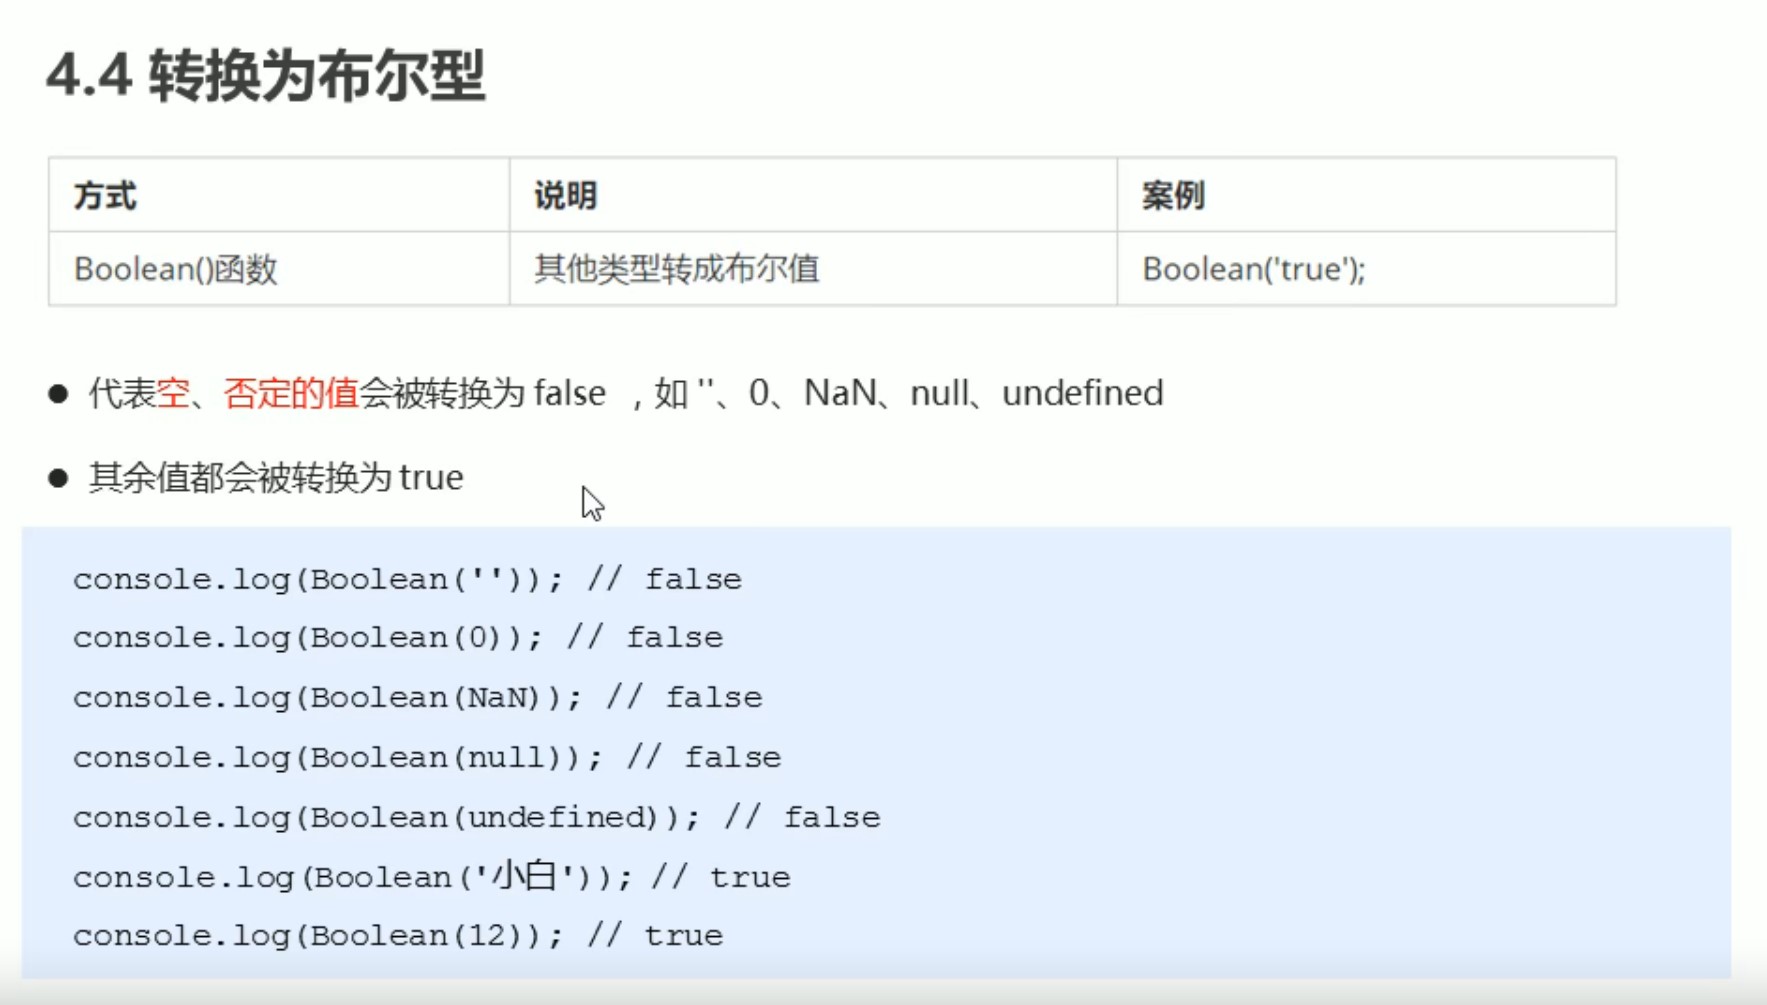 4.4 转换为布尔型
方式 说明 案例
Boolean()函数 其他类型转成布尔值 Boolean('true');
● 代表空、否定的值会被转换为 false ，如 ''、0、NaN、null、undefined
● 其余值都会被转换为 true
console.log(Boolean('')); // false
console.log(Boolean(0)); // false
console.log(Boolean(NaN)); // false
console.log(Boolean(null)); // false
console.log(Boolean(undefined)); // false
console.log(Boolean('小白')); // true
console.log(Boolean(12)); // true